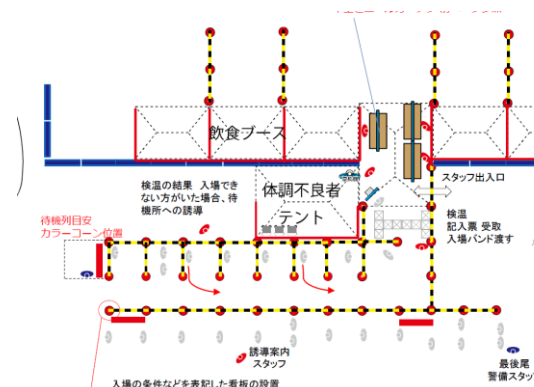 飲食ブース
スタッフ出入口
検温の結果 入場でき
ない方がいた場合、待
機所への誘導
体調不良者
テント
検温
記入票 受取
入場バンド渡す
待機列目安
カラーコーン位置
誘導案内
スタッフ
最後尾
警備スタッフ
入場の条件などを表記した看板の設置